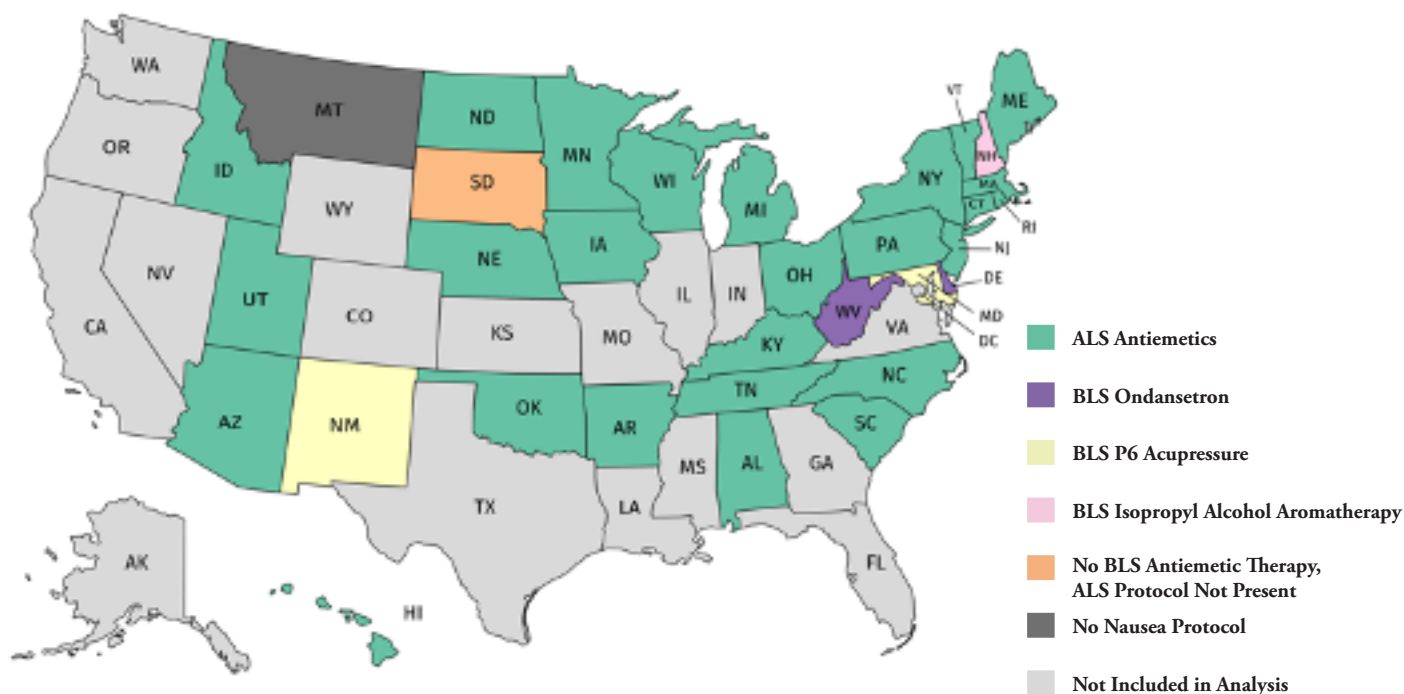 WA
MT
ND
OR
ID
MN
VT
ME
SD
WI
NH
WY
NY
MI
MA
CT
RI
NE
IA
PA
NJ
NV
UT
OH
DE
IL
IN
CO
WV
MD
CA
KS
MO
VA
DC
KY
NC
TN
AZ
NM
OK
AR
SC
MS
AL
GA
TX
LA
AK
FL
HI
ALS Antiemetics
BLS Ondansetron
BLS P6 Acupressure
BLS Isopropyl Alcohol Aromatherapy
No BLS Antiemetic Therapy,
ALS Protocol Not Present
No Nausea Protocol
Not Included in Analysis